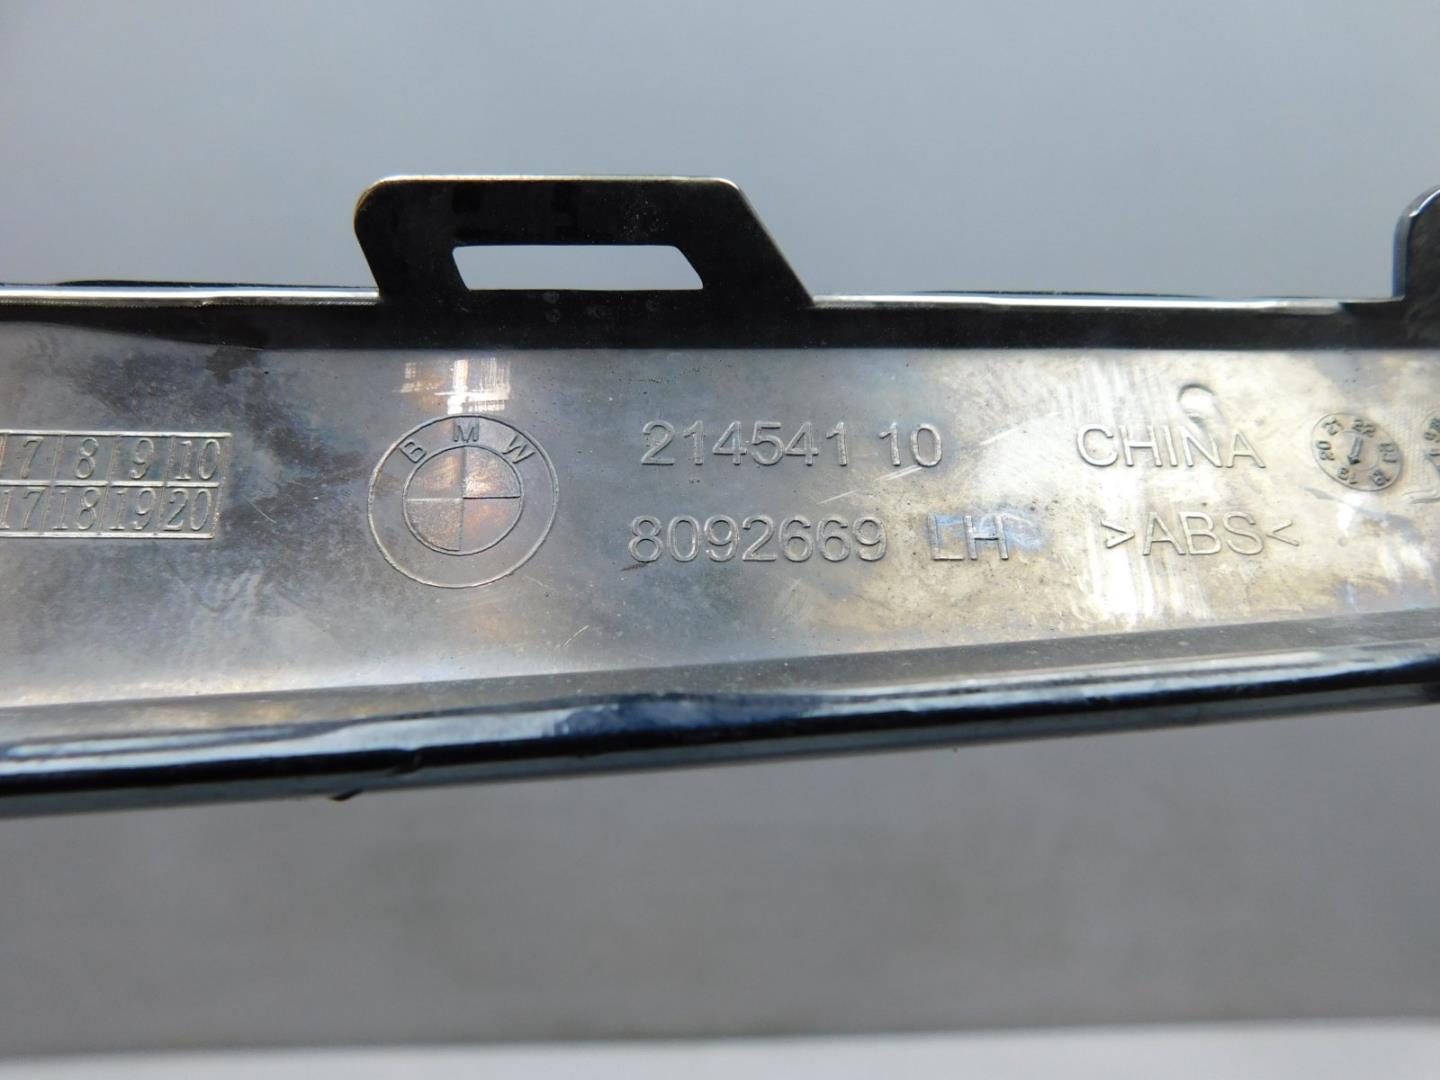 7 8 9 10
17 18 19 20
BMW
214541 10
8092669 LH
CHINA
>ABS<